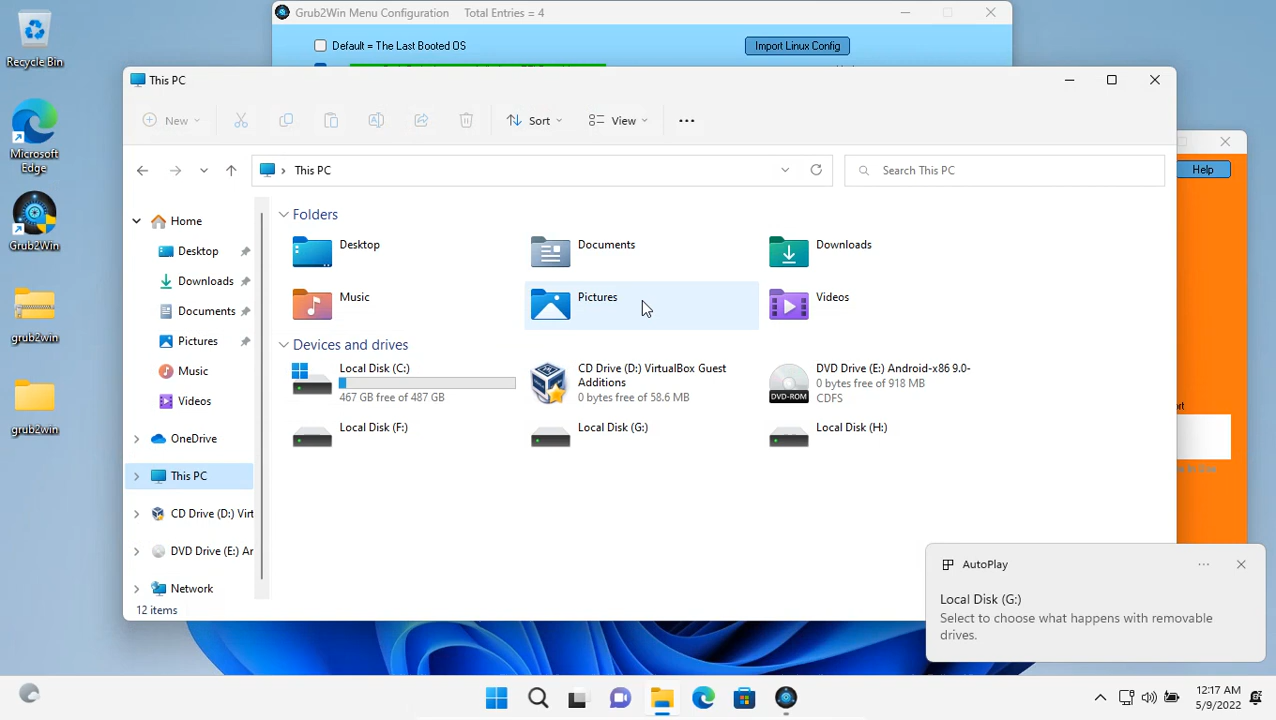 Recycle Bin
Microsoft
Edge
Grub2Win
grub2win
grub2win
Grub2Win Menu Configuration Total Entries = 4
Default = The Last Booted OS
Import Linux Config
Help
This PC
New
Sort
View
This PC
Search This PC
Home
Desktop
Downloads
Documents
Pictures
Music
Videos
OneDrive
This PC
CD Drive (D:) Virt
DVD Drive (E:) Ar
Network
12 items
Folders
Desktop
Documents
Downloads
Music
Pictures
Videos
Devices and drives
Local Disk (C:)
467 GB free of 487 GB
CD Drive (D:) VirtualBox Guest
Additions
0 bytes free of 58.6 MB
DVD-ROM
DVD Drive (E:) Android-x86 9.0-
0 bytes free of 918 MB
CDFS
Local Disk (F:)
Local Disk (G:)
Local Disk (H:)
AutoPlay
Local Disk (G:)
Select to choose what happens with removable
drives.
12:17 AM
5/9/2022